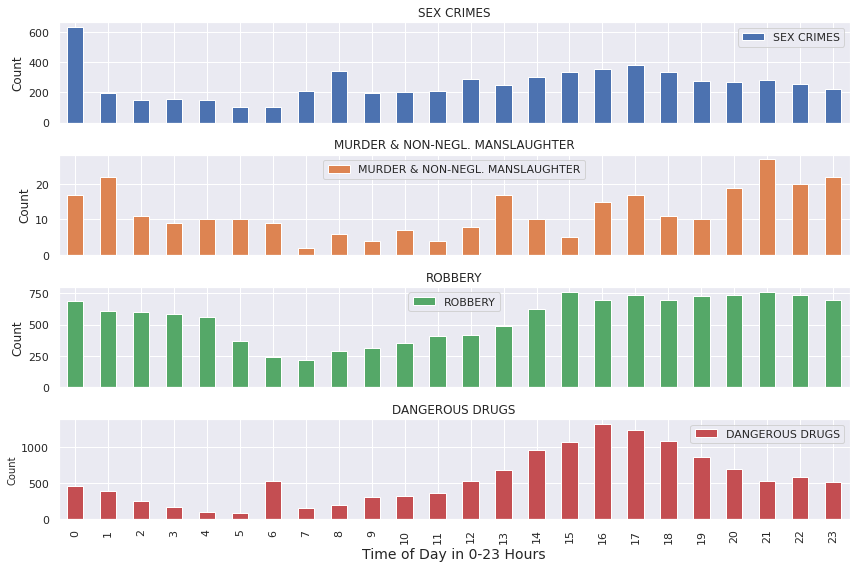 SEX CRIMES
600
400
200
0
Count
SEX CRIMES
MURDER & NON-NEGL. MANSLAUGHTER
20
10
0
Count
MURDER & NON-NEGL. MANSLAUGHTER
ROBBERY
750
500
250
0
Count
ROBBERY
DANGEROUS DRUGS
1000
500
0
Count
DANGEROUS DRUGS
0 1 2 3 4 5 6 7 8 9 10 11 12 13 14 15 16 17 18 19 20 21 22 23
Time of Day in 0-23 Hours